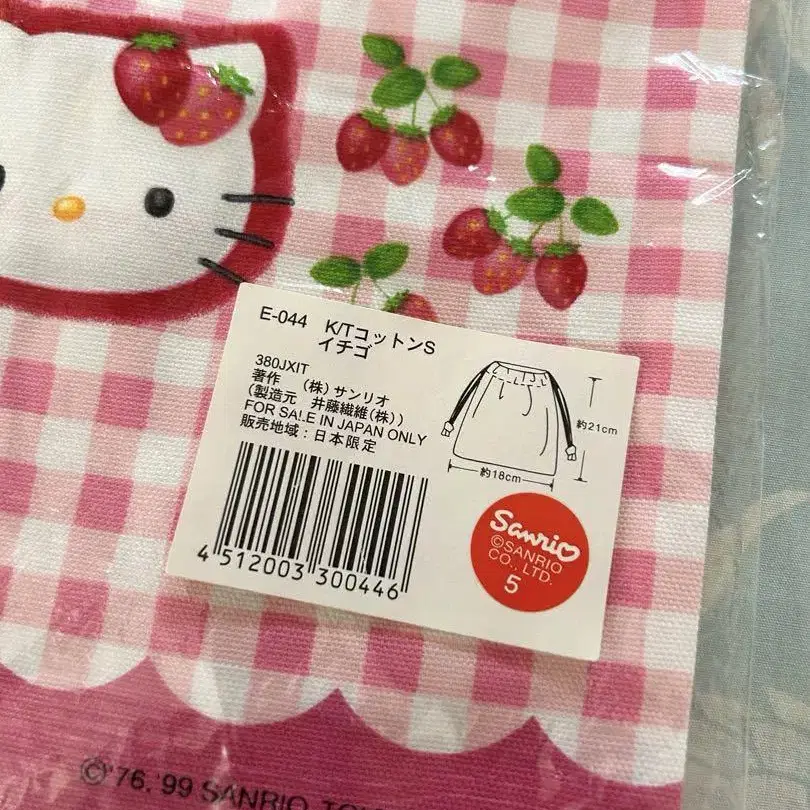 E-044 K/TコットンS
イチゴ
380JXIT
著作 (株)サンリオ
(製造元 井藤繊維(株))
FOR SALE IN JAPAN ONLY
販売地域:日本限定
4 512003 300446
約21cm
約18cm
Sanrio
©SANRIO
CO., LTD.
5
©'76.'99 SANRIO